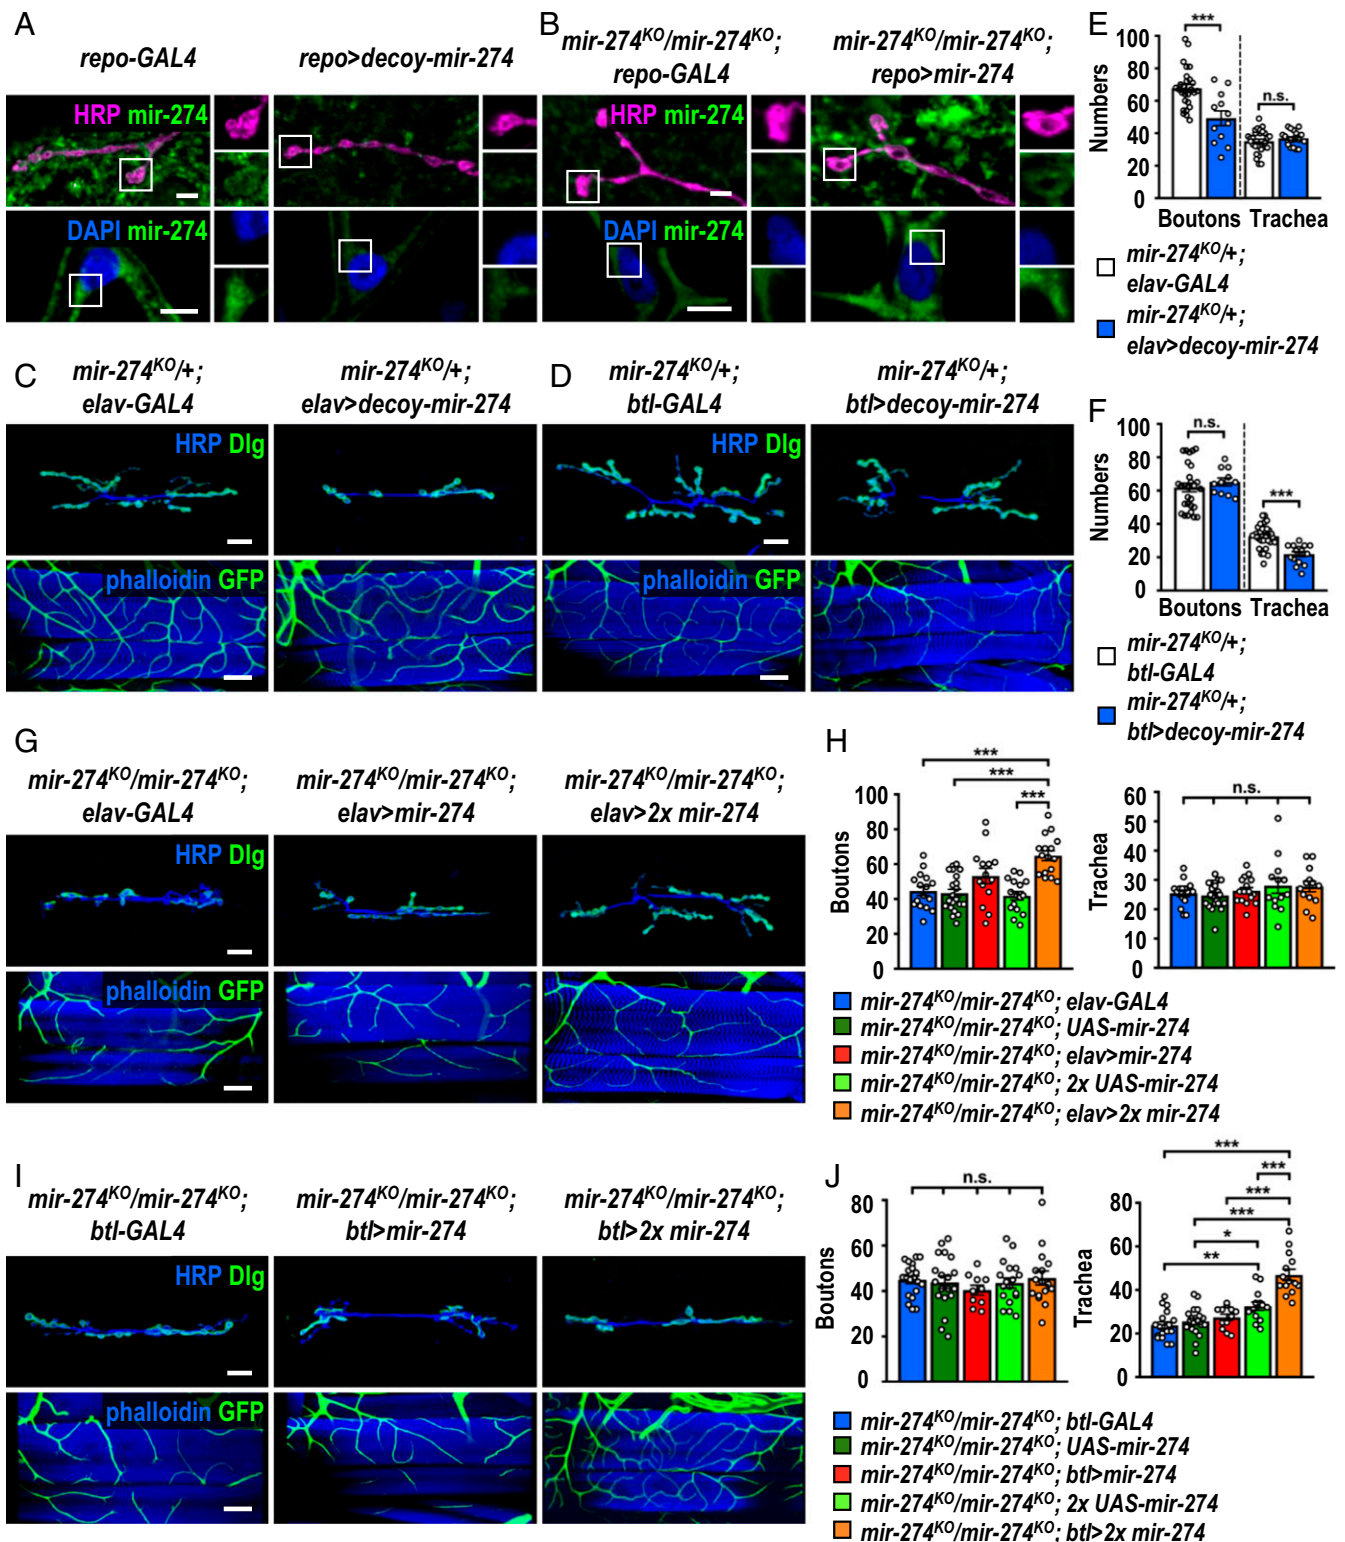 A
repo-GAL4
repo>decoy-mir-274
HRP mir-274
DAPI mir-274
B
mir-274KO/mir-274KO;
repo-GAL4
mir-274KO/mir-274KO;
repo>mir-274
HRP mir-274
DAPI mir-274
E
Numbers
100
80
60
40
20
0
***
n.s.
Boutons Trachea
mir-274KO/+;
elav-GAL4
mir-274KO/+;
elav>decoy-mir-274
C
mir-274KO/+;
elav-GAL4
mir-274KO/+;
elav>decoy-mir-274
HRP Dlg
phalloidin GFP
D
mir-274KO/+;
btl-GAL4
mir-274KO/+;
btl>decoy-mir-274
HRP Dlg
phalloidin GFP
F
Numbers
100
80
60
40
20
0
n.s.
***
Boutons Trachea
mir-274KO/+;
btl-GAL4
mir-274KO/+;
btl>decoy-mir-274
G
mir-274KO/mir-274KO;
elav-GAL4
mir-274KO/mir-274KO;
elav>mir-274
mir-274KO/mir-274KO;
elav>2x mir-274
HRP Dlg
phalloidin GFP
H
Boutons
100
80
60
40
20
0
***
***
***
Trachea
60
50
40
30
20
10
0
n.s.
mir-274KO/mir-274KO; elav-GAL4
mir-274KO/mir-274KO; UAS-mir-274
mir-274KO/mir-274KO; elav>mir-274
mir-274KO/mir-274KO; 2x UAS-mir-274
mir-274KO/mir-274KO; elav>2x mir-274
I
mir-274KO/mir-274KO;
btl-GAL4
mir-274KO/mir-274KO;
btl>mir-274
mir-274KO/mir-274KO;
btl>2x mir-274
HRP Dlg
phalloidin GFP
J
Boutons
80
60
40
20
0
n.s.
Trachea
80
60
40
20
0
***
***
***
***
*
**
mir-274KO/mir-274KO; btl-GAL4
mir-274KO/mir-274KO; UAS-mir-274
mir-274KO/mir-274KO; btl>mir-274
mir-274KO/mir-274KO; 2x UAS-mir-274
mir-274KO/mir-274KO; btl>2x mir-274